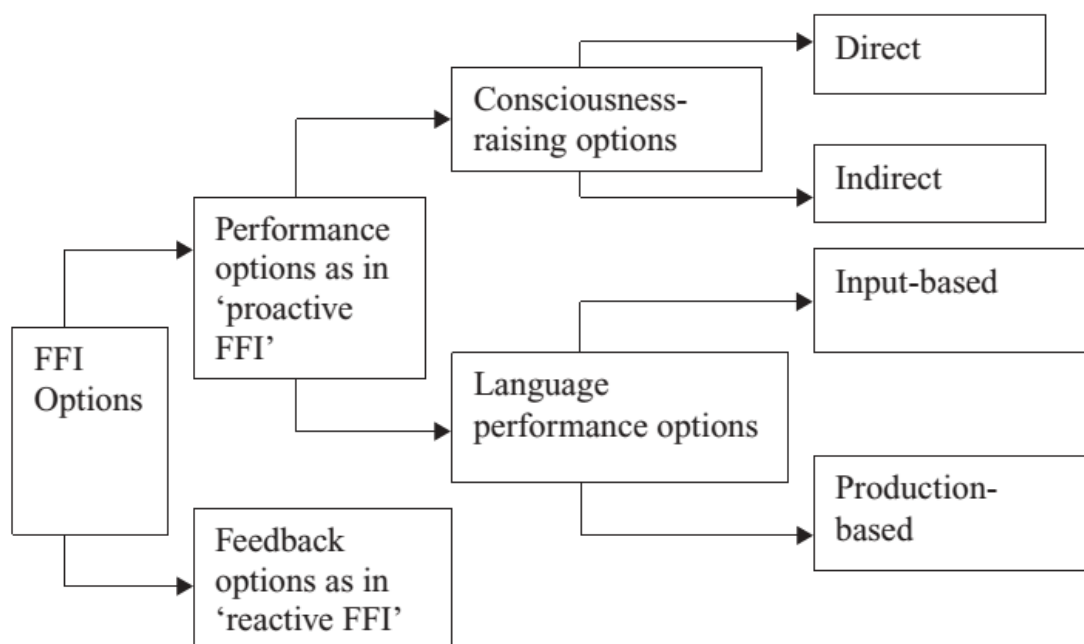 FFI
Options
Performance
options as in
‘proactive
FFI’
Feedback
options as in
‘reactive FFI’
Consciousness-
raising options
Language
performance options
Direct
Indirect
Input-based
Production-
based